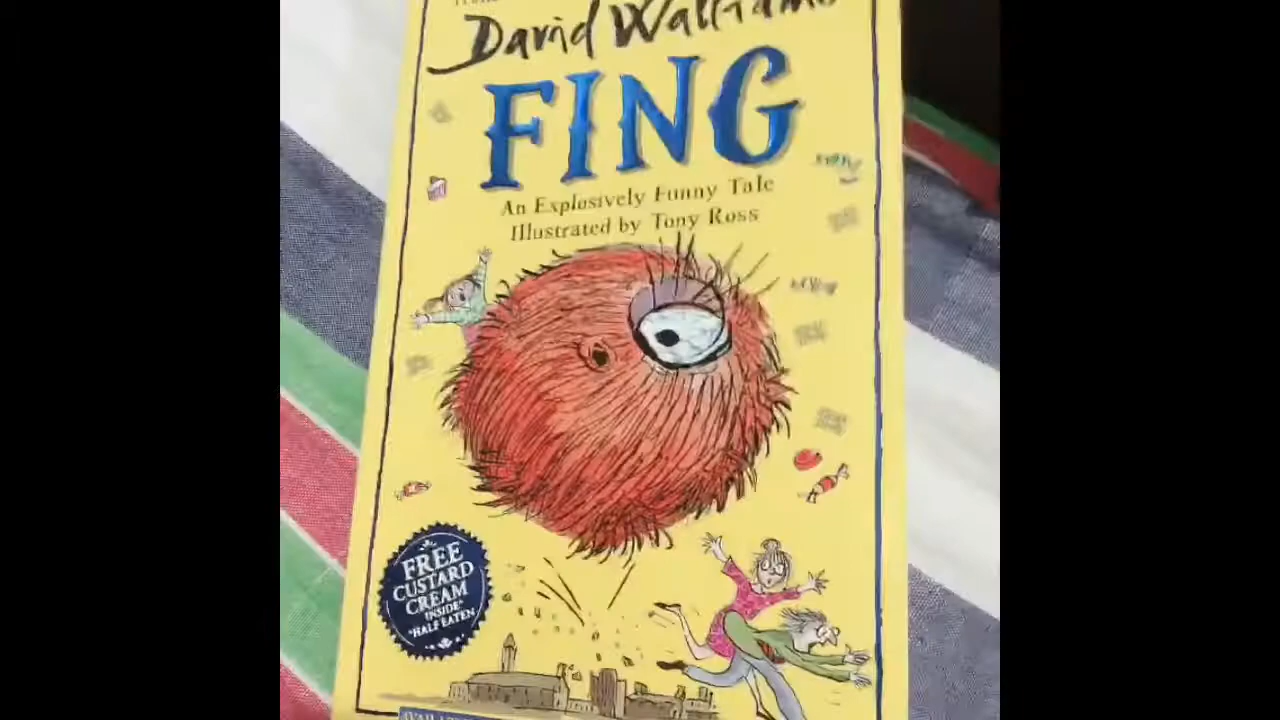 David Walliams
FING
An Explosively Funny Tale
Illustrated by Tony Ross
FREE
CUSTARD
CREAM
INSIDE*
*HALF EATEN